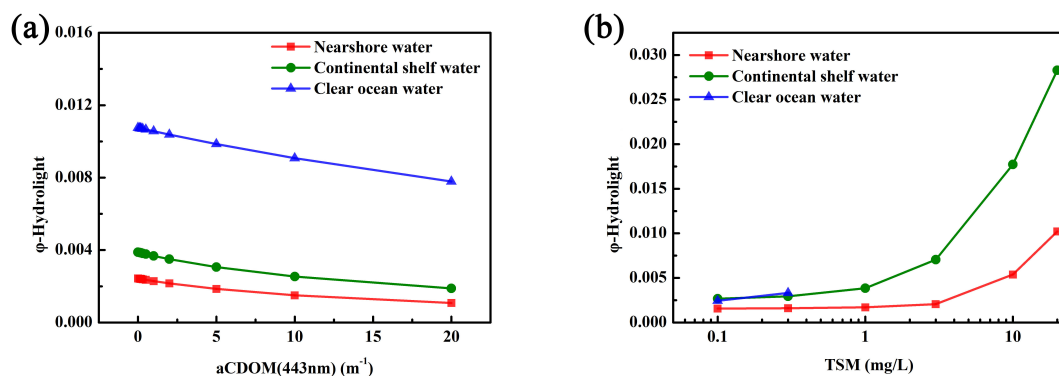 (a)
φ-Hydrolight
0.016
0.012
0.008
0.004
0.000
Nearshore water
Continental shelf water
Clear ocean water
0 5 10 15 20
aCDOM(443nm) (m⁻¹)
(b)
φ-Hydrolight
0.030
0.025
0.020
0.015
0.010
0.005
0.000
Nearshore water
Continental shelf water
Clear ocean water
0.1 1 10
TSM (mg/L)